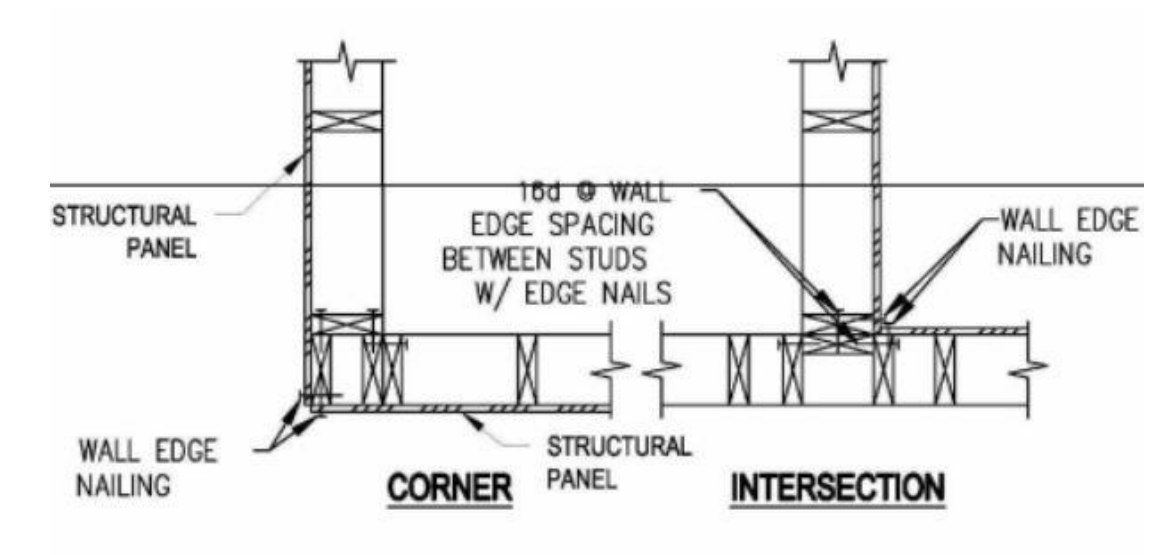 STRUCTURAL
PANEL
16d @ WALL
EDGE SPACING
BETWEEN STUDS
W/ EDGE NAILS
WALL EDGE
NAILING
WALL EDGE
NAILING
STRUCTURAL
PANEL
CORNER
INTERSECTION